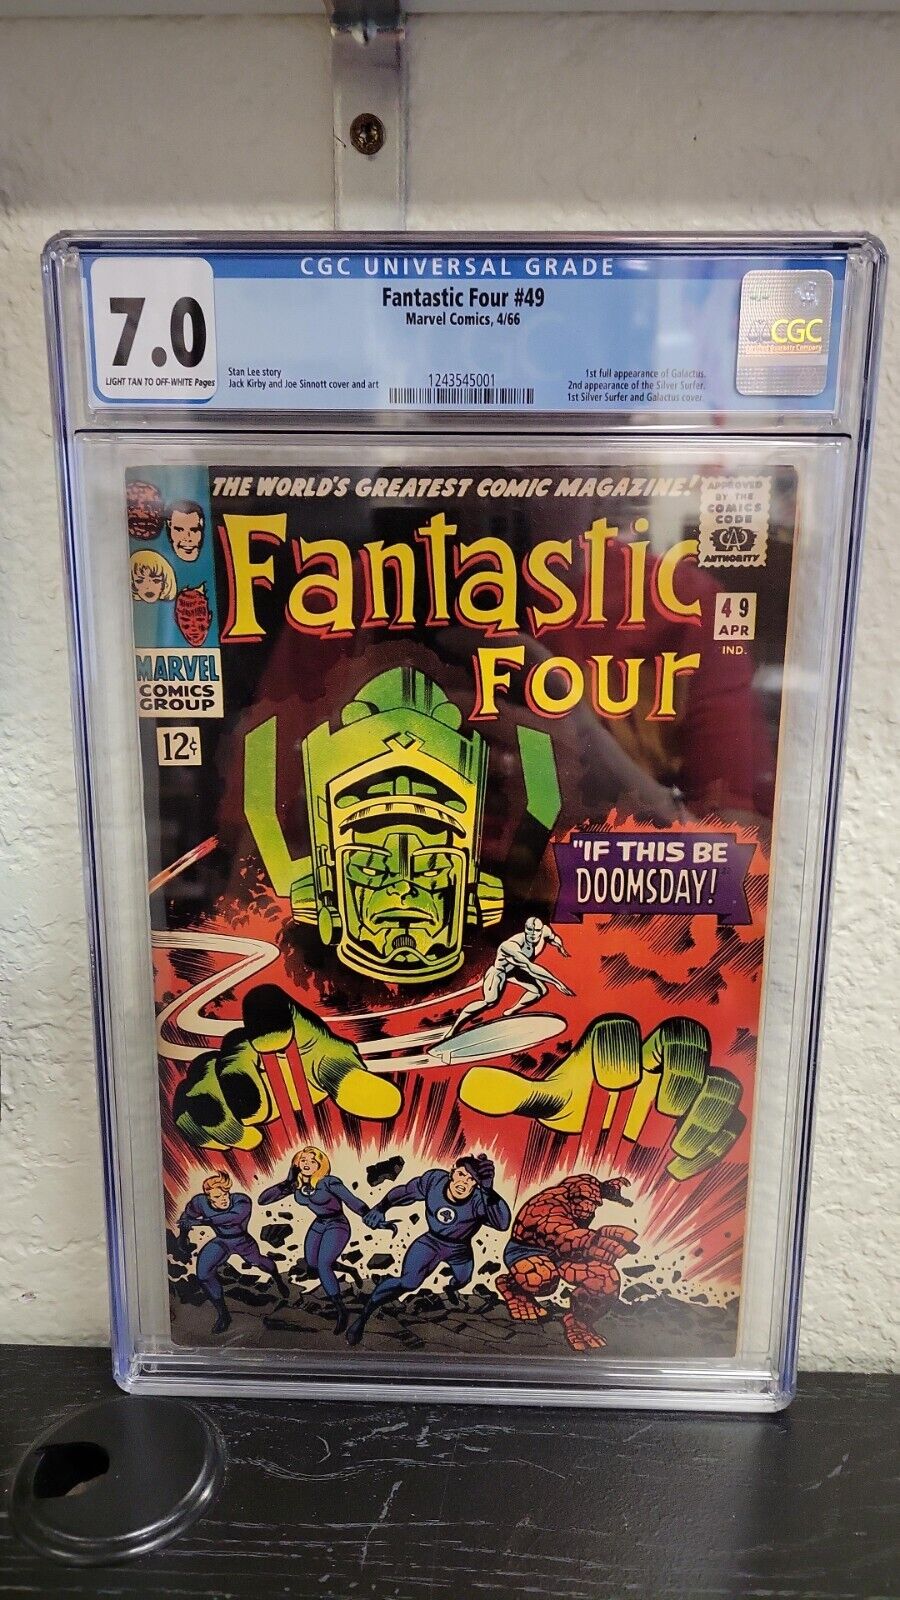 CGC UNIVERSAL GRADE
7.0
LIGHT TAN TO OFF-WHITE Pages
Fantastic Four #49
Marvel Comics, 4/66
Stan Lee story
Jack Kirby and Joe Sinnott cover and art
1243545001
1st full appearance of Galactus.
2nd appearance of the Silver Surfer.
1st Silver Surfer and Galactus cover.
CGC
THE WORLD'S GREATEST COMIC MAGAZINE!
APPROVED
BY THE
COMICS
CODE
AUTHORITY
Fantastic
Four
49
APR
IND.
MARVEL
COMICS
GROUP
12¢
"IF THIS BE
DOOMSDAY!
4